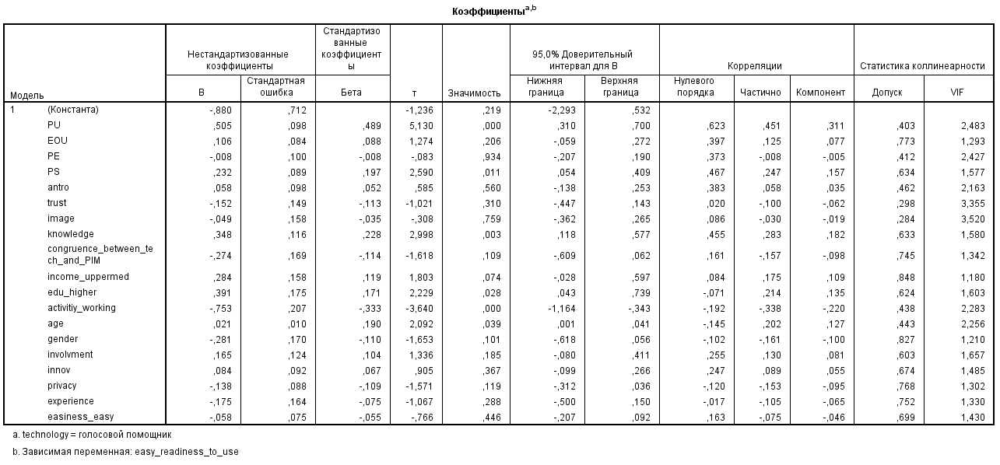 Коэффициенты a,b
Модель Нестандартизованные коэффициенты Стандартизо ванные коэффициент ы т Значимость 95,0% Доверительный интервал для B Корреляции Статистика коллинеарности
B Стандартная ошибка Бета Нижняя граница Верхняя граница Нулевого порядка Частично Компонент Допуск VIF
1 (Константа) -,880 ,712 -1,236 ,219 -2,293 ,532
PU ,505 ,098 ,489 5,130 ,000 ,310 ,700 ,623 ,451 ,311 ,403 2,483
EOU ,106 ,084 ,088 1,274 ,206 -,059 ,272 ,397 ,125 ,077 ,773 1,293
PE -,008 ,100 -,008 -,083 ,934 -,207 ,190 ,373 -,008 -,005 ,412 2,427
PS ,232 ,089 ,197 2,590 ,011 ,054 ,409 ,467 ,247 ,157 ,634 1,577
antro ,058 ,098 ,052 ,585 ,560 -,138 ,253 ,383 ,058 ,035 ,462 2,163
trust -,152 ,149 -,113 -1,021 ,310 -,447 ,143 ,020 -,100 -,062 ,298 3,355
image -,049 ,158 -,035 -,308 ,759 -,362 ,265 ,086 -,030 -,019 ,284 3,520
knowledge ,348 ,116 ,228 2,998 ,003 ,118 ,577 ,455 ,283 ,182 ,633 1,580
congruence_between_te
ch_and_PIM -,274 ,169 -,114 -1,618 ,109 -,609 ,062 ,161 -,157 -,098 ,745 1,342
income_uppermed ,284 ,158 ,119 1,803 ,074 -,028 ,597 ,084 ,175 ,109 ,848 1,180
edu_higher ,391 ,175 ,171 2,229 ,028 ,043 ,739 -,071 ,214 ,135 ,624 1,603
activitiy_working -,753 ,207 -,333 -3,640 ,000 -1,164 -,343 -,192 -,338 -,220 ,438 2,283
age ,021 ,010 ,190 2,092 ,039 ,001 ,041 -,145 ,202 ,127 ,443 2,256
gender -,281 ,170 -,110 -1,653 ,101 -,618 ,056 -,102 -,161 -,100 ,827 1,210
involvment ,165 ,124 ,104 1,336 ,185 -,080 ,411 ,255 ,130 ,081 ,603 1,657
innov ,084 ,092 ,067 ,905 ,367 -,099 ,266 ,247 ,089 ,055 ,674 1,485
privacy -,138 ,088 -,109 -1,571 ,119 -,312 ,036 -,120 -,153 -,095 ,768 1,302
experience -,175 ,164 -,075 -1,067 ,288 -,500 ,150 -,017 -,105 -,065 ,752 1,330
easiness_easy -,058 ,075 -,055 -,766 ,446 -,207 ,092 ,163 -,075 -,046 ,699 1,430
a. technology = голосовой помощник
b. Зависимая переменная: easy_readiness_to_use